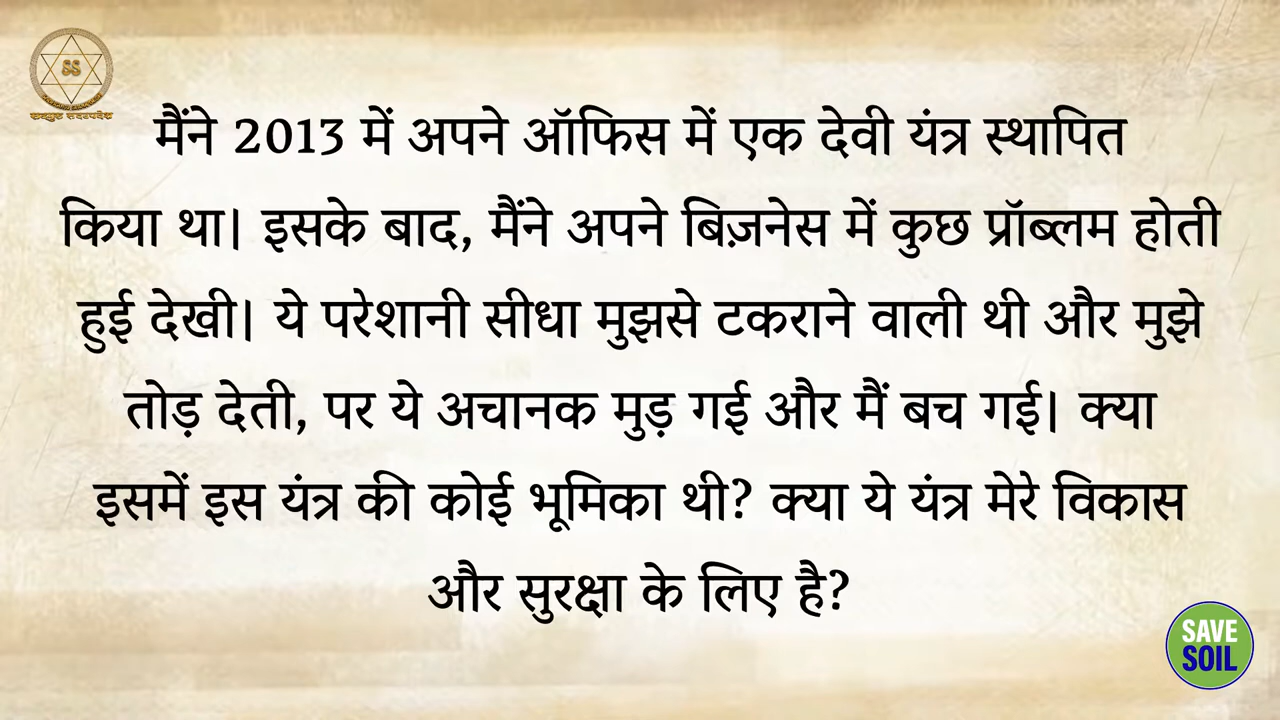 SS
मैंने 2013 में अपने ऑफिस में एक देवी यंत्र स्थापित
किया था। इसके बाद, मैंने अपने बिज़नेस में कुछ प्रॉब्लम होती
हुई देखी। ये परेशानी सीधा मुझसे टकराने वाली थी और मुझे
तोड़ देती, पर ये अचानक मुड़ गई और मैं बच गई। क्या
इसमें इस यंत्र की कोई भूमिका थी? क्या ये यंत्र मेरे विकास
और सुरक्षा के लिए है?
SAVE
SOIL